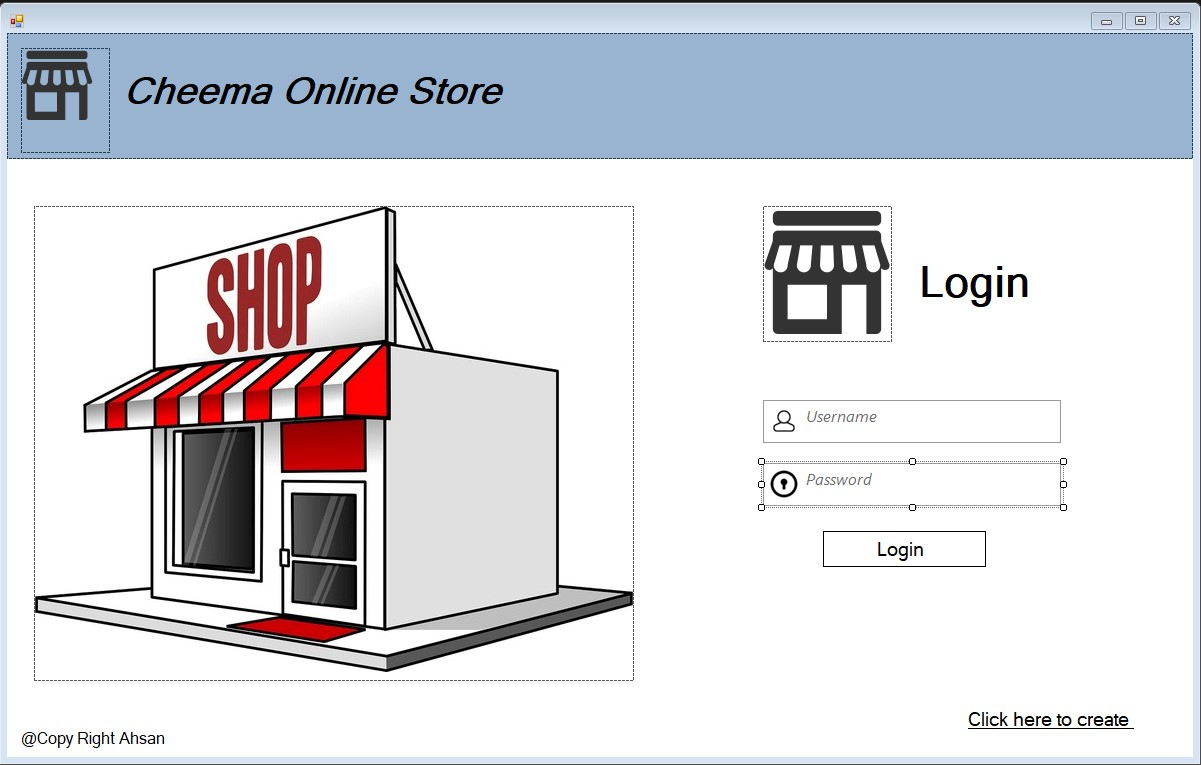 Cheema Online Store
SHOP
Login
Username
Password
Login
Click here to create
@Copy Right Ahsan